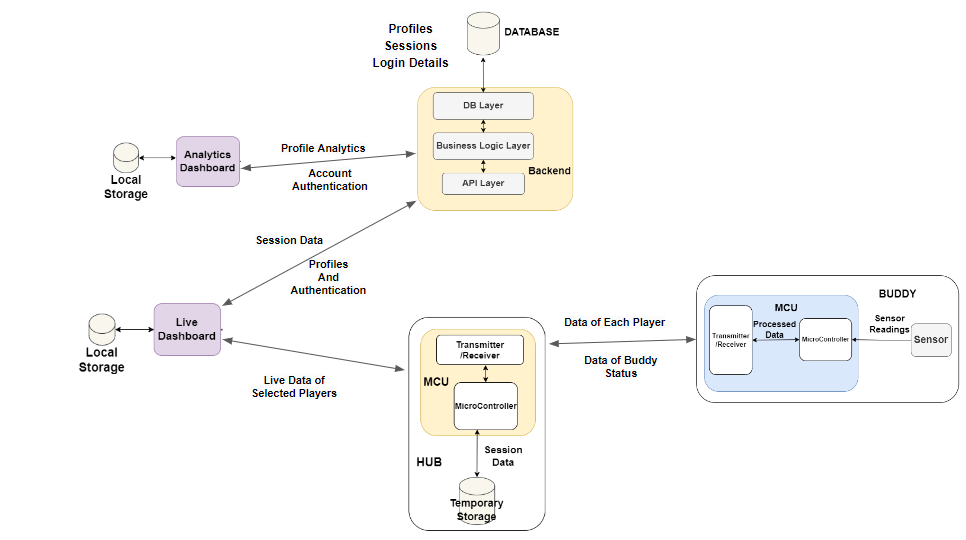 Profiles
Sessions
Login Details
DATABASE
DB Layer
Business Logic Layer
API Layer
Backend
Analytics
Dashboard
Local
Storage
Profile Analytics
Account
Authentication
Session Data
Profiles
And
Authentication
Live
Dashboard
Local
Storage
Live Data of
Selected Players
Transmitter
/Receiver
MCU
MicroController
HUB
Session
Data
Temporary
Storage
Data of Each Player
Data of Buddy
Status
BUDDY
MCU
Transmitter
/Receiver
Processed
Data
MicroController
Sensor
Readings
Sensor